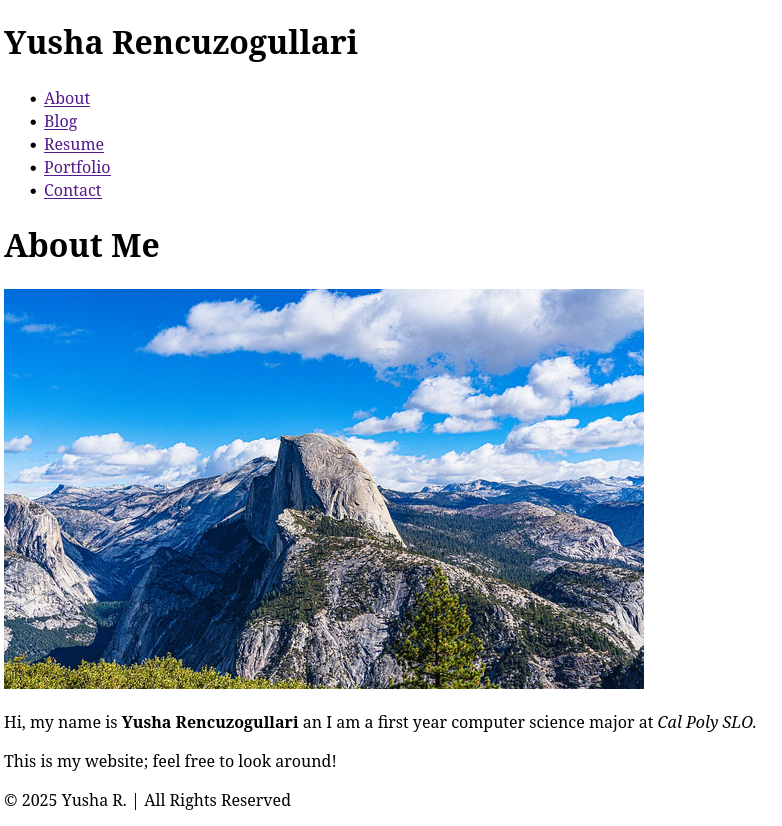 Yusha Rencuzogullari
About
Blog
Resume
Portfolio
Contact
About Me
Hi, my name is Yusha Rencuzogullari an I am a first year computer science major at Cal Poly SLO.
This is my website; feel free to look around!
© 2025 Yusha R. | All Rights Reserved